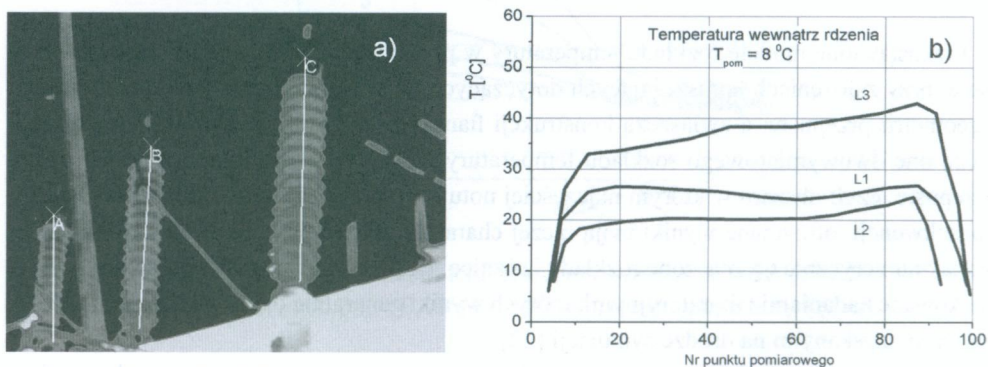 a)
C
B
A
b)
60
50
40
30
20
10
0
T [°C]
Temperatura wewnątrz rdzenia
T_pom = 8 °C
L3
L1
L2
0 20 40 60 80 100
Nr punktu pomiarowego